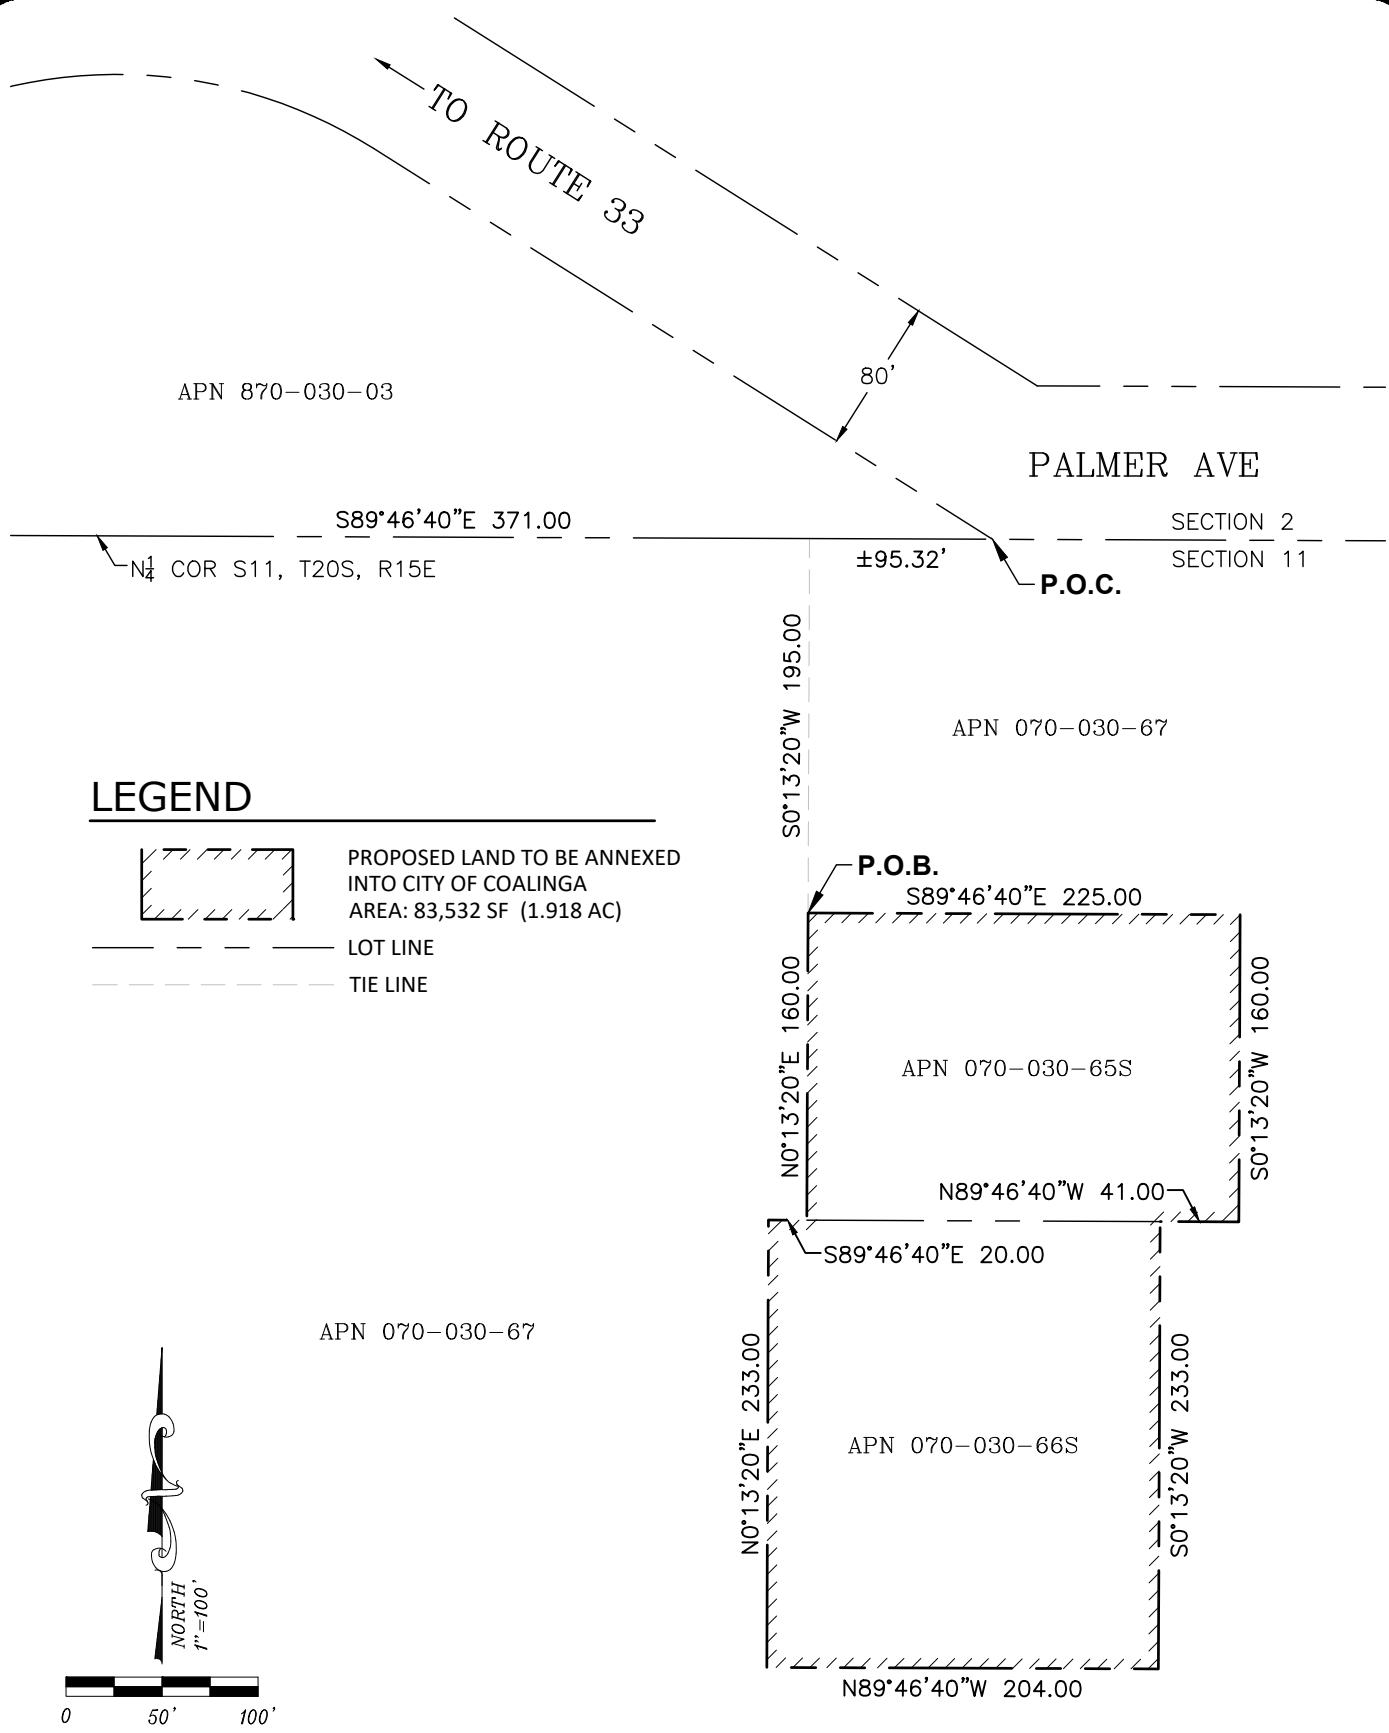 TO ROUTE 33
80'
APN 870-030-03
PALMER AVE
S89°46'40"E 371.00
SECTION 2
±95.32'
SECTION 11
N1/4 COR S11, T20S, R15E
P.O.C.
S0°13'20"W 195.00
APN 070-030-67
LEGEND
PROPOSED LAND TO BE ANNEXED
INTO CITY OF COALINGA
AREA: 83,532 SF (1.918 AC)
LOT LINE
TIE LINE
P.O.B.
S89°46'40"E 225.00
N0°13'20"E 160.00
S0°13'20"W 160.00
APN 070-030-65S
N89°46'40"W 41.00
S89°46'40"E 20.00
APN 070-030-67
N0°13'20"E 233.00
S0°13'20"W 233.00
APN 070-030-66S
N89°46'40"W 204.00
NORTH
1"=100'
0 50' 100'